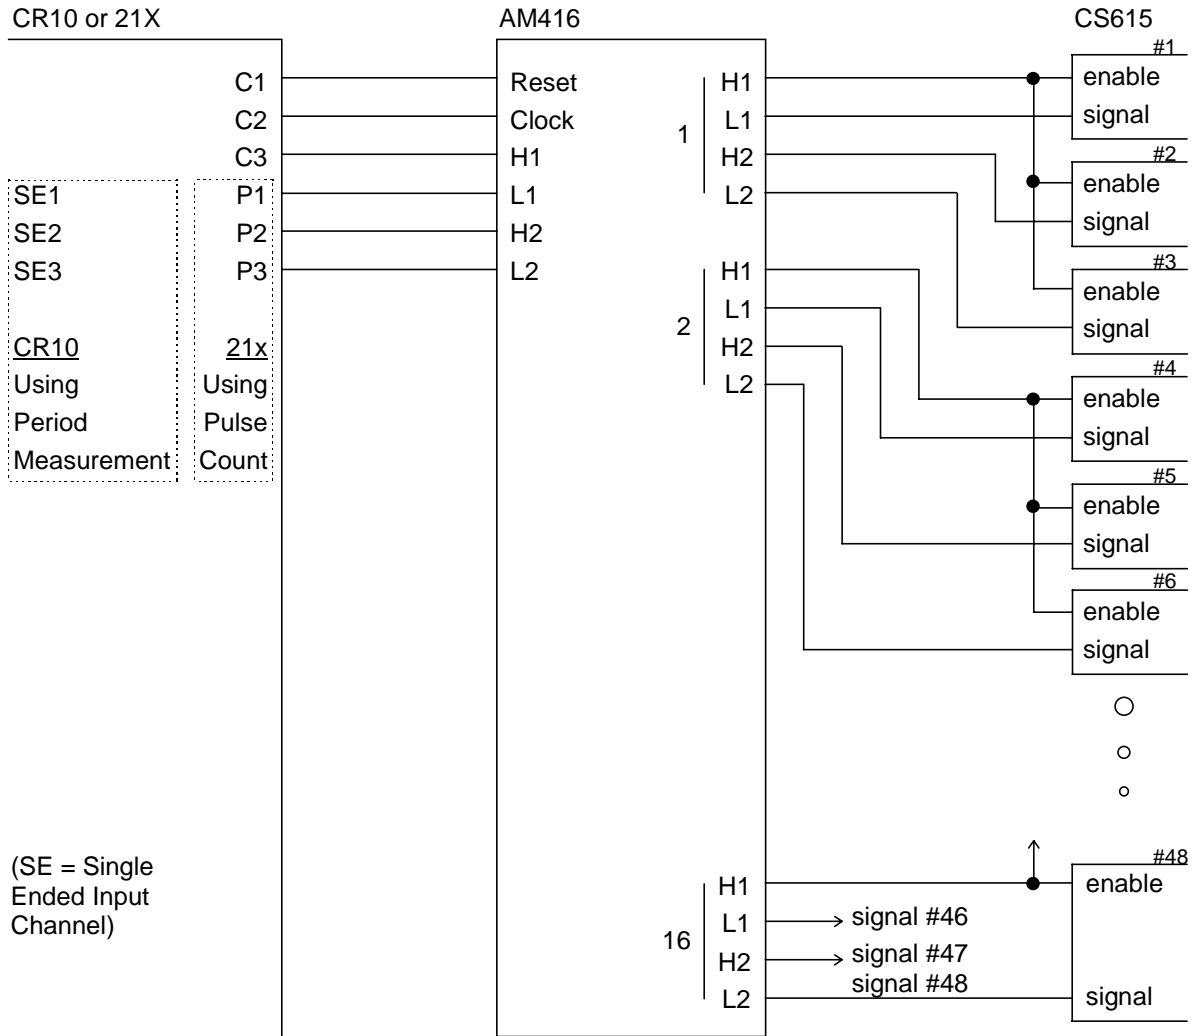 CR10 or 21X
AM416
CS615
C1
C2
C3
SE1 P1
SE2 P2
SE3 P3
CR10 21x
Using Using
Period Pulse
Measurement Count
(SE = Single
Ended Input
Channel)
Reset
Clock
H1
L1
H2
L2
1
H1
L1
H2
L2
2
H1
L1
H2
L2
16
H1
L1
H2
L2
signal #46
signal #47
signal #48
#1
enable
signal
#2
enable
signal
#3
enable
signal
#4
enable
signal
#5
enable
signal
#6
enable
signal
#48
enable
signal